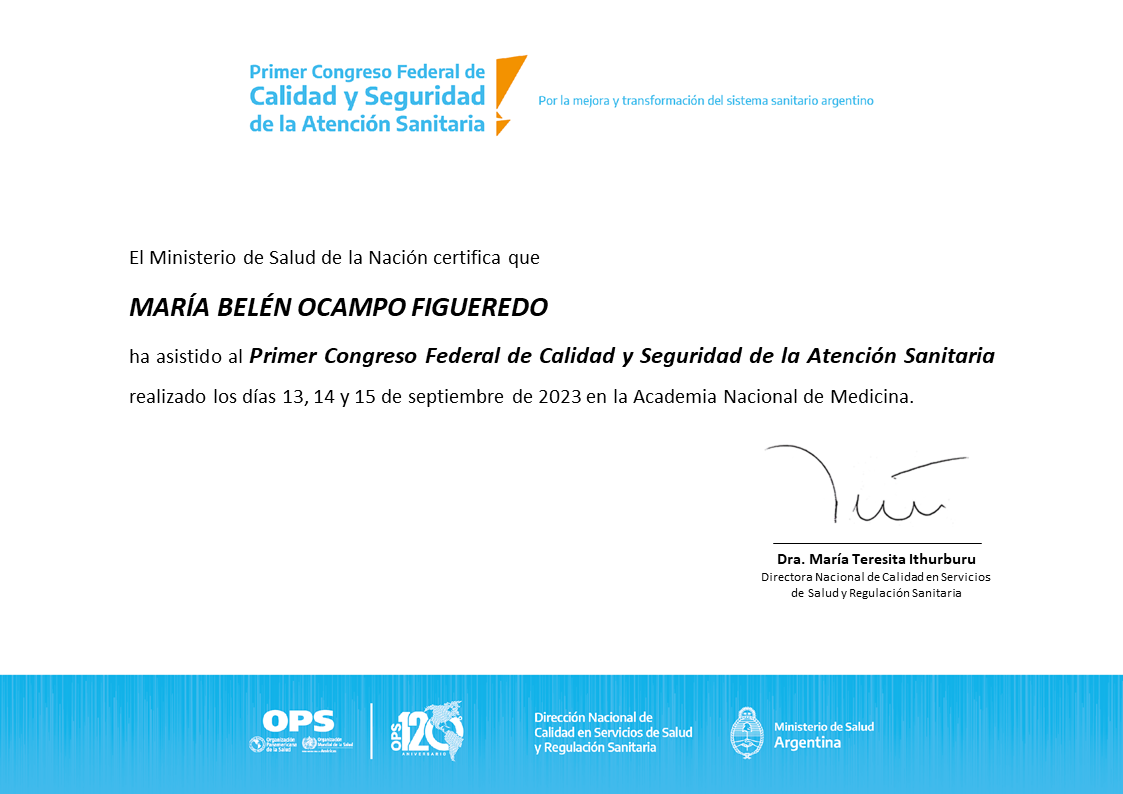 Primer Congreso Federal de
Calidad y Seguridad
de la Atención Sanitaria
Por la mejora y transformación del sistema sanitario argentino
El Ministerio de Salud de la Nación certifica que
MARÍA BELÉN OCAMPO FIGUEREDO
ha asistido al Primer Congreso Federal de Calidad y Seguridad de la Atención Sanitaria
realizado los días 13, 14 y 15 de septiembre de 2023 en la Academia Nacional de Medicina.
Dra. María Teresita Ithurburu
Directora Nacional de Calidad en Servicios
de Salud y Regulación Sanitaria
OPS
Organización
Panamericana
de la Salud
Organización
Mundial de la Salud
OPS
120
ANIVERSARIO
Dirección Nacional de
Calidad en Servicios de Salud
y Regulación Sanitaria
Ministerio de Salud
Argentina